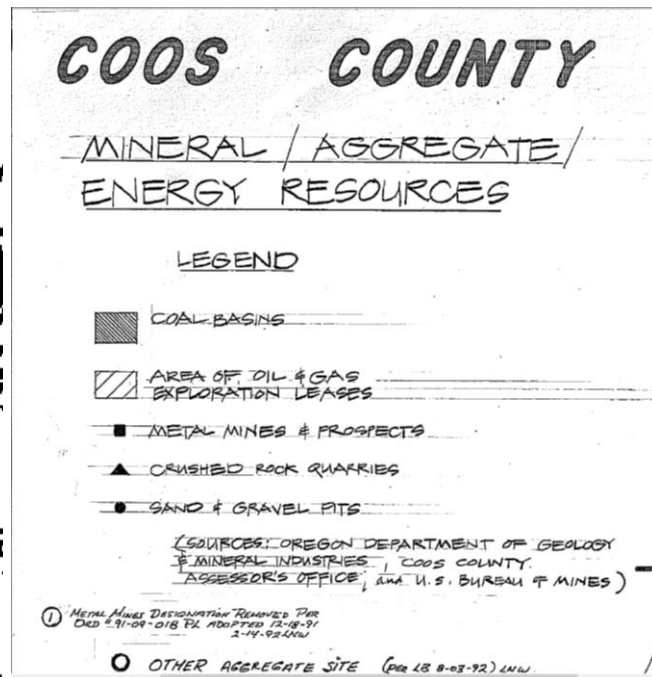 COOS COUNTY
MINERAL / AGGREGATE /
ENERGY RESOURCES
LEGEND
COAL BASINS
AREA OF OIL & GAS
EXPLORATION LEASES
METAL MINES & PROSPECTS
CRUSHED ROCK QUARRIES
SAND & GRAVEL PITS
(SOURCES: OREGON DEPARTMENT OF GEOLOGY
& MINERAL INDUSTRIES, COOS COUNTY
ASSESSOR'S OFFICE, and U.S. BUREAU OF MINES)
1 METAL MINES DESIGNATION REMOVED PER
ORD #91-09-018 PL ADOPTED 12-18-91
2-14-92 LNW
OTHER AGGREGATE SITE (per LB 8-03-92) LNW